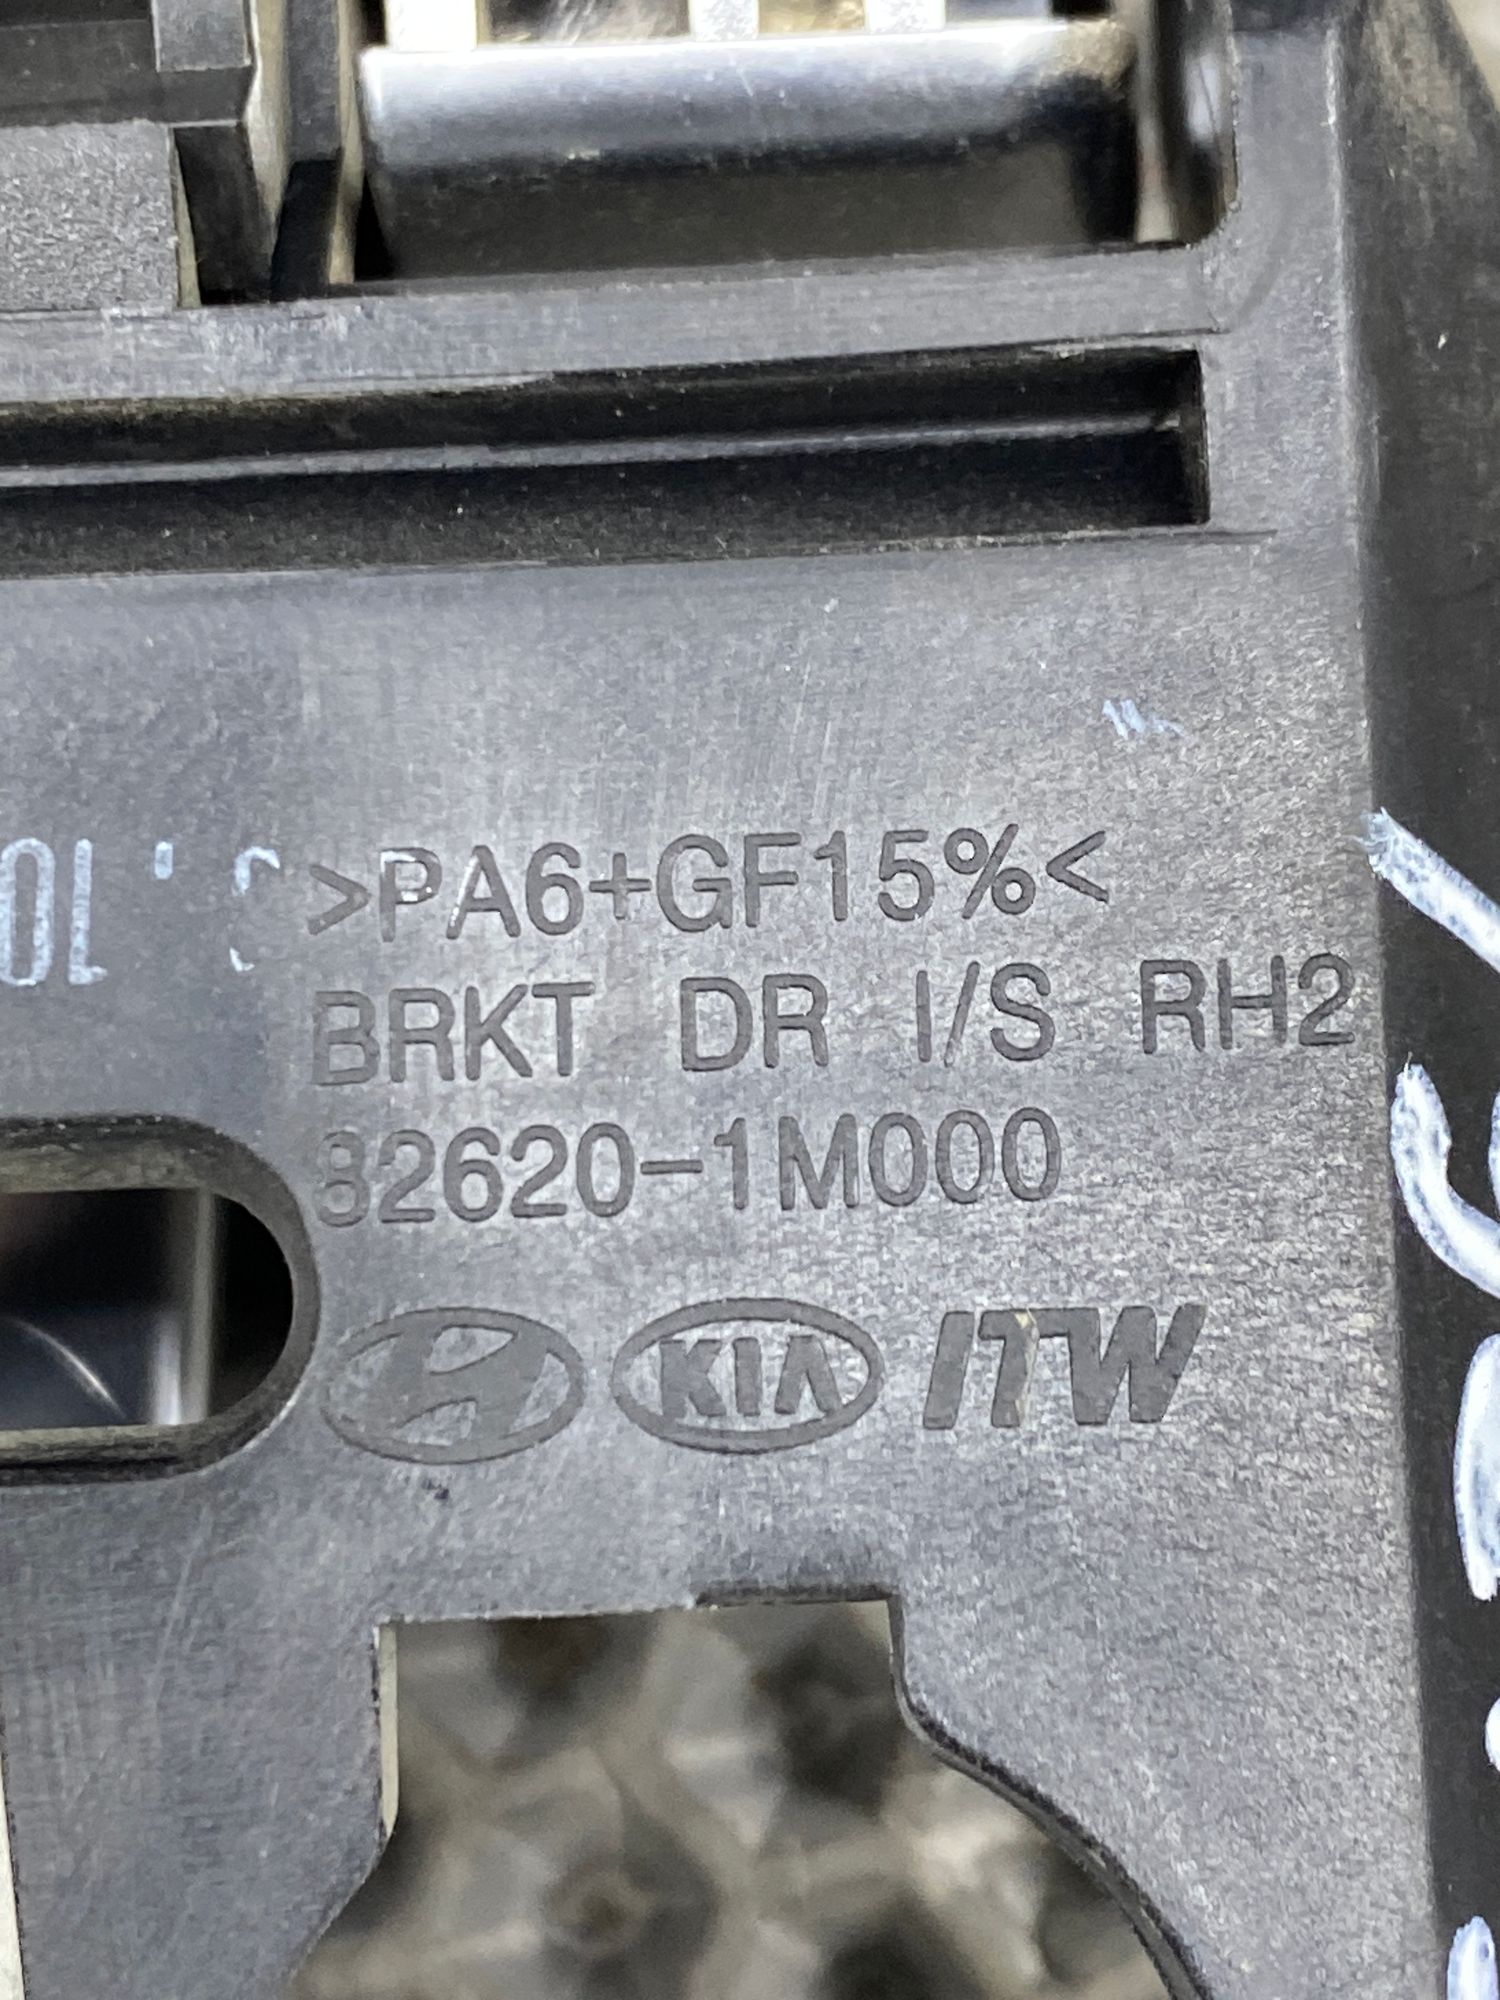 >PA6+GF15%<
BRKT DR I/S RH2
82620-1M000
KIA ITW